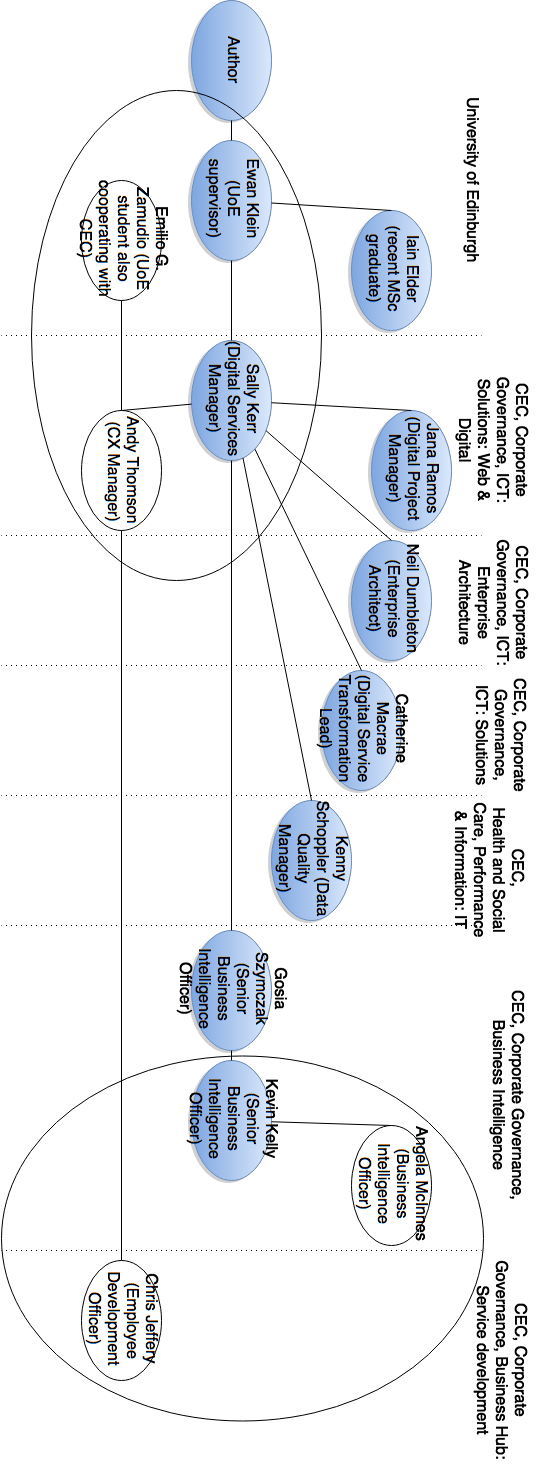 University of Edinburgh
CEC, Corporate
Governance, ICT:
Solutions: Web &
Digital
CEC, Corporate
Governance, ICT:
Enterprise
Architecture
CEC, Corporate
Governance,
ICT: Solutions
CEC,
Health and Social
Care, Performance
& Information: IT
CEC, Corporate Governance,
Business Intelligence
CEC, Corporate
Governance, Business Hub:
Service development
Iain Elder
(recent MSc
graduate)
Jana Ramos
(Digital Project
Manager)
Neil Dumbleton
(Enterprise
Architect)
Catherine
Macrae
(Digital Service
Transformation
Lead)
Kenny
Schoppler (Data
Quality
Manager)
Angela McInnes
(Business
Intelligence
Officer)
Author
Ewan Klein
(UoE
supervisor)
Sally Kerr
(Digital Services
Manager)
Gosia
Szymczak
(Senior
Business
Intelligence
Officer)
Kevin Kelly
(Senior
Business
Intelligence
Officer)
Emilio G.
Zamudio (UoE
student also
cooperating with
CEC)
Andy Thomson
(CX Manager)
Chris Jeffery
(Employee
Development
Officer)